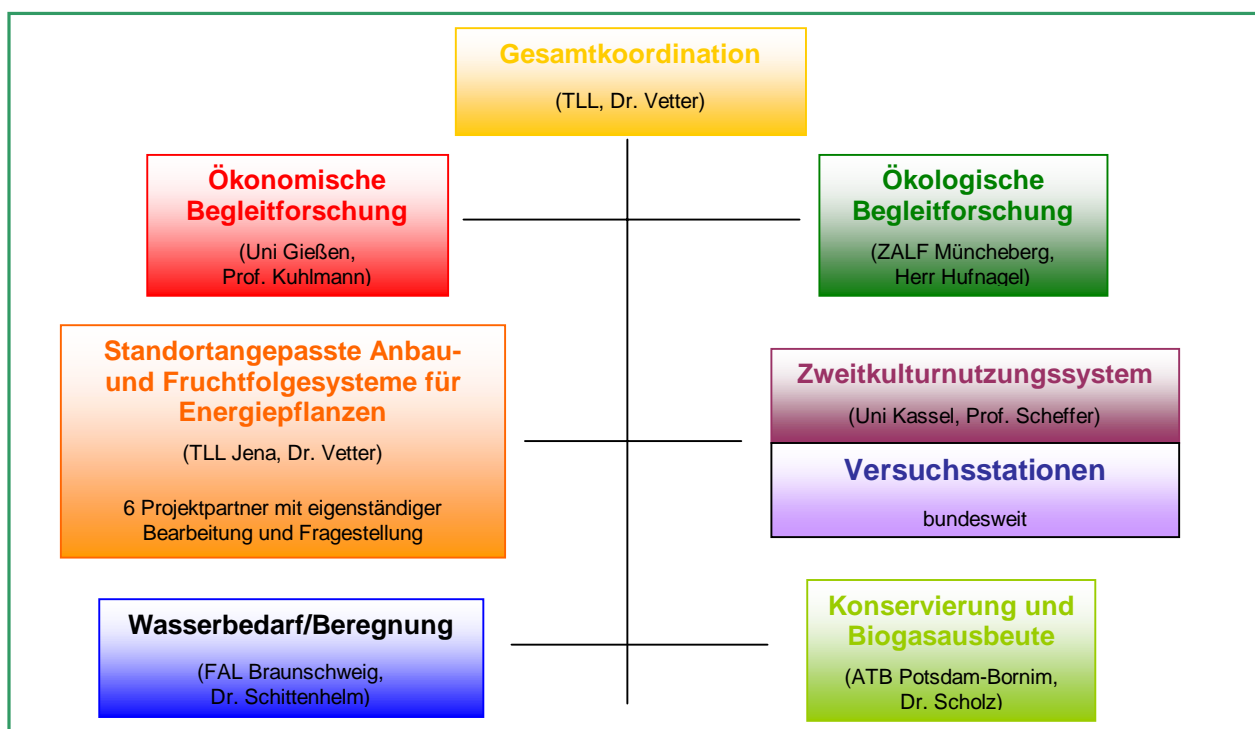 Gesamtkoordination
(TLL, Dr. Vetter)
Ökonomische
Begleitforschung
(Uni Gießen,
Prof. Kuhlmann)
Ökologische
Begleitforschung
(ZALF Müncheberg,
Herr Hufnagel)
Standortangepasste Anbau-
und Fruchtfolgesysteme für
Energiepflanzen
(TLL Jena, Dr. Vetter)
6 Projektpartner mit eigenständiger
Bearbeitung und Fragestellung
Zweitkulturnutzungssystem
(Uni Kassel, Prof. Scheffer)
Versuchsstationen
bundesweit
Wasserbedarf/Beregnung
(FAL Braunschweig,
Dr. Schittenhelm)
Konservierung und
Biogasausbeute
(ATB Potsdam-Bornim,
Dr. Scholz)